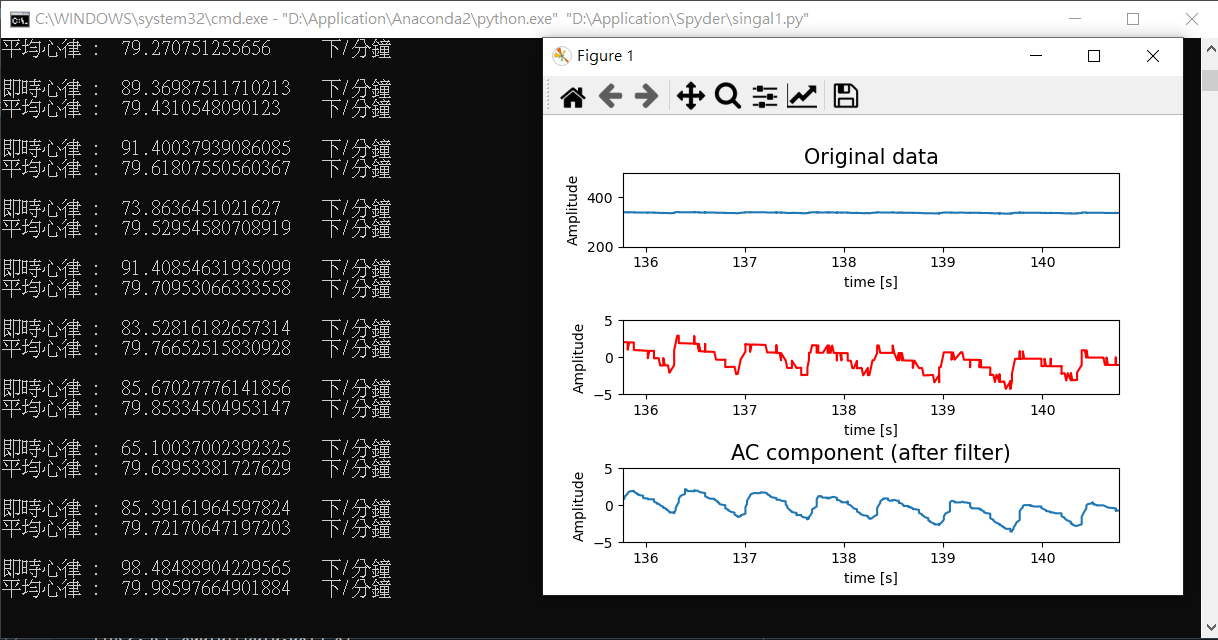 C:\WINDOWS\system32\cmd.exe - "D:\Application\Anaconda2\python.exe" "D:\Application\Spyder\singal1.py"
平均心律 : 79.270751255656 下/分鐘
即時心律 : 89.36987511710213 下/分鐘
平均心律 : 79.4310548090123 下/分鐘
即時心律 : 91.40037939086085 下/分鐘
平均心律 : 79.61807550560367 下/分鐘
即時心律 : 73.8636451021627 下/分鐘
平均心律 : 79.52954580708919 下/分鐘
即時心律 : 91.40854631935099 下/分鐘
平均心律 : 79.70953066333558 下/分鐘
即時心律 : 83.52816182657314 下/分鐘
平均心律 : 79.76652515830928 下/分鐘
即時心律 : 85.67027776141856 下/分鐘
平均心律 : 79.85334504953147 下/分鐘
即時心律 : 65.10037002392325 下/分鐘
平均心律 : 79.63953381727629 下/分鐘
即時心律 : 85.39161964597824 下/分鐘
平均心律 : 79.72170647197203 下/分鐘
即時心律 : 98.48488904229565 下/分鐘
平均心律 : 79.98597664901884 下/分鐘
Figure 1
Original data
Amplitude
400
200
136 137 138 139 140
time [s]
Amplitude
5
0
−5
136 137 138 139 140
time [s]
AC component (after filter)
Amplitude
5
0
−5
136 137 138 139 140
time [s]